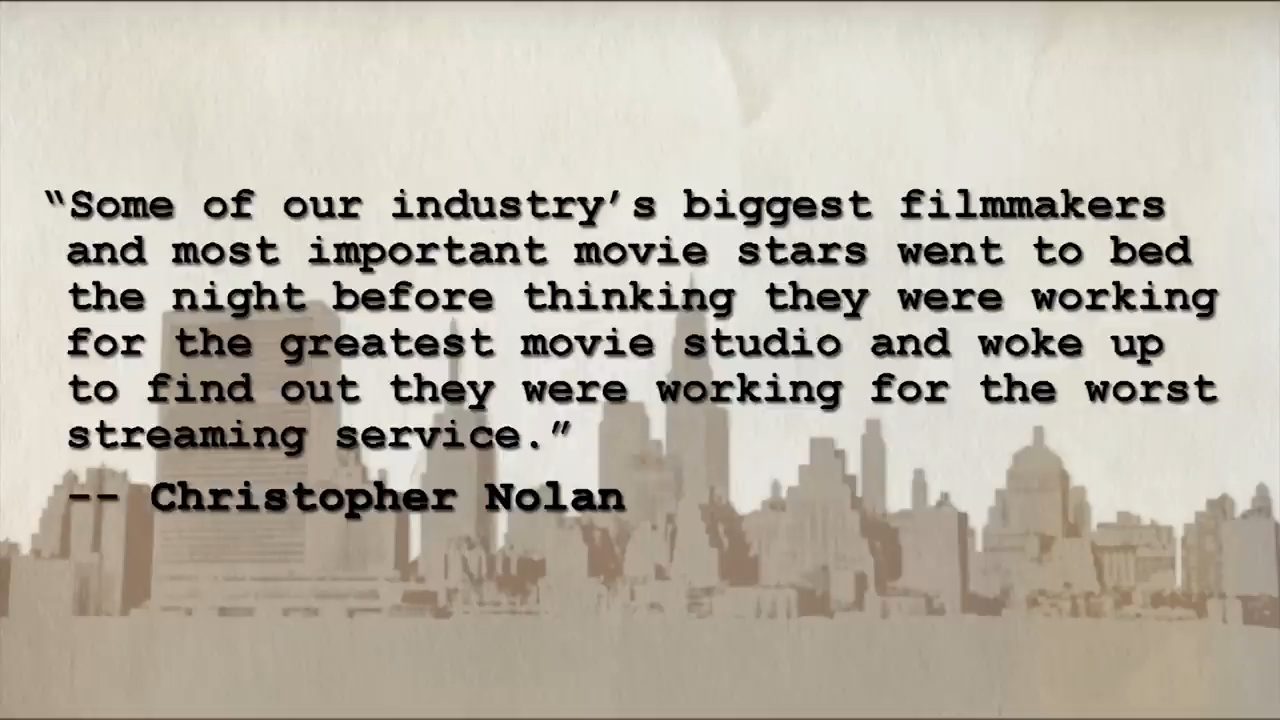 “Some of our industry’s biggest filmmakers
and most important movie stars went to bed
the night before thinking they were working
for the greatest movie studio and woke up
to find out they were working for the worst
streaming service.”
-- Christopher Nolan